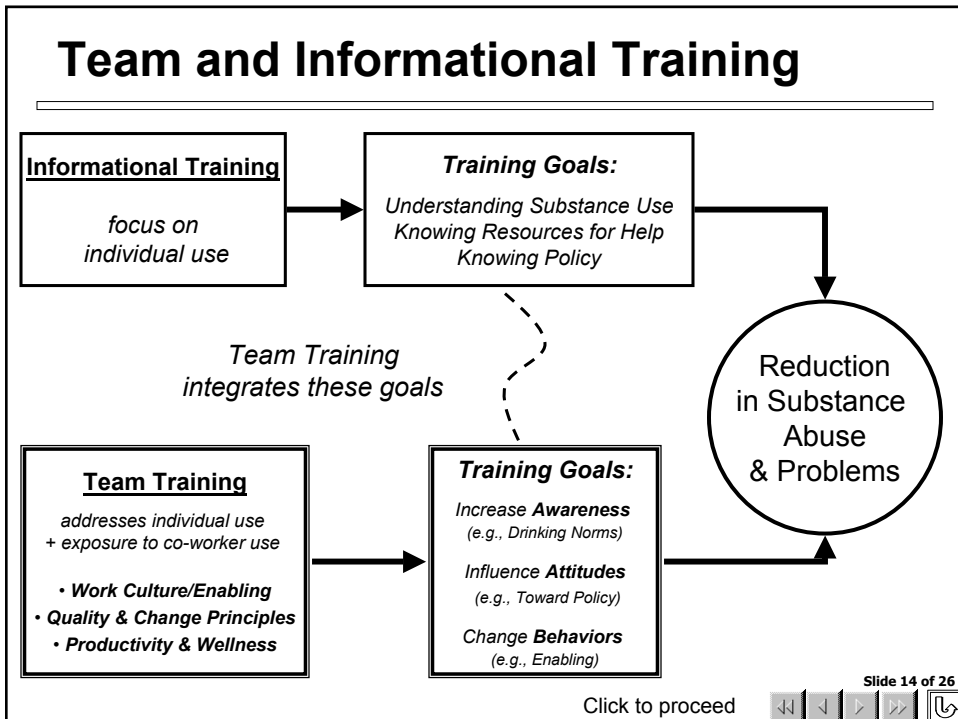 Team and Informational Training
Informational Training
focus on
individual use
Training Goals:
Understanding Substance Use
Knowing Resources for Help
Knowing Policy
Team Training
integrates these goals
Reduction
in Substance
Abuse
& Problems
Team Training
addresses individual use
+ exposure to co-worker use
• Work Culture/Enabling
• Quality & Change Principles
• Productivity & Wellness
Training Goals:
Increase Awareness
(e.g., Drinking Norms)
Influence Attitudes
(e.g., Toward Policy)
Change Behaviors
(e.g., Enabling)
Slide 14 of 26
Click to proceed